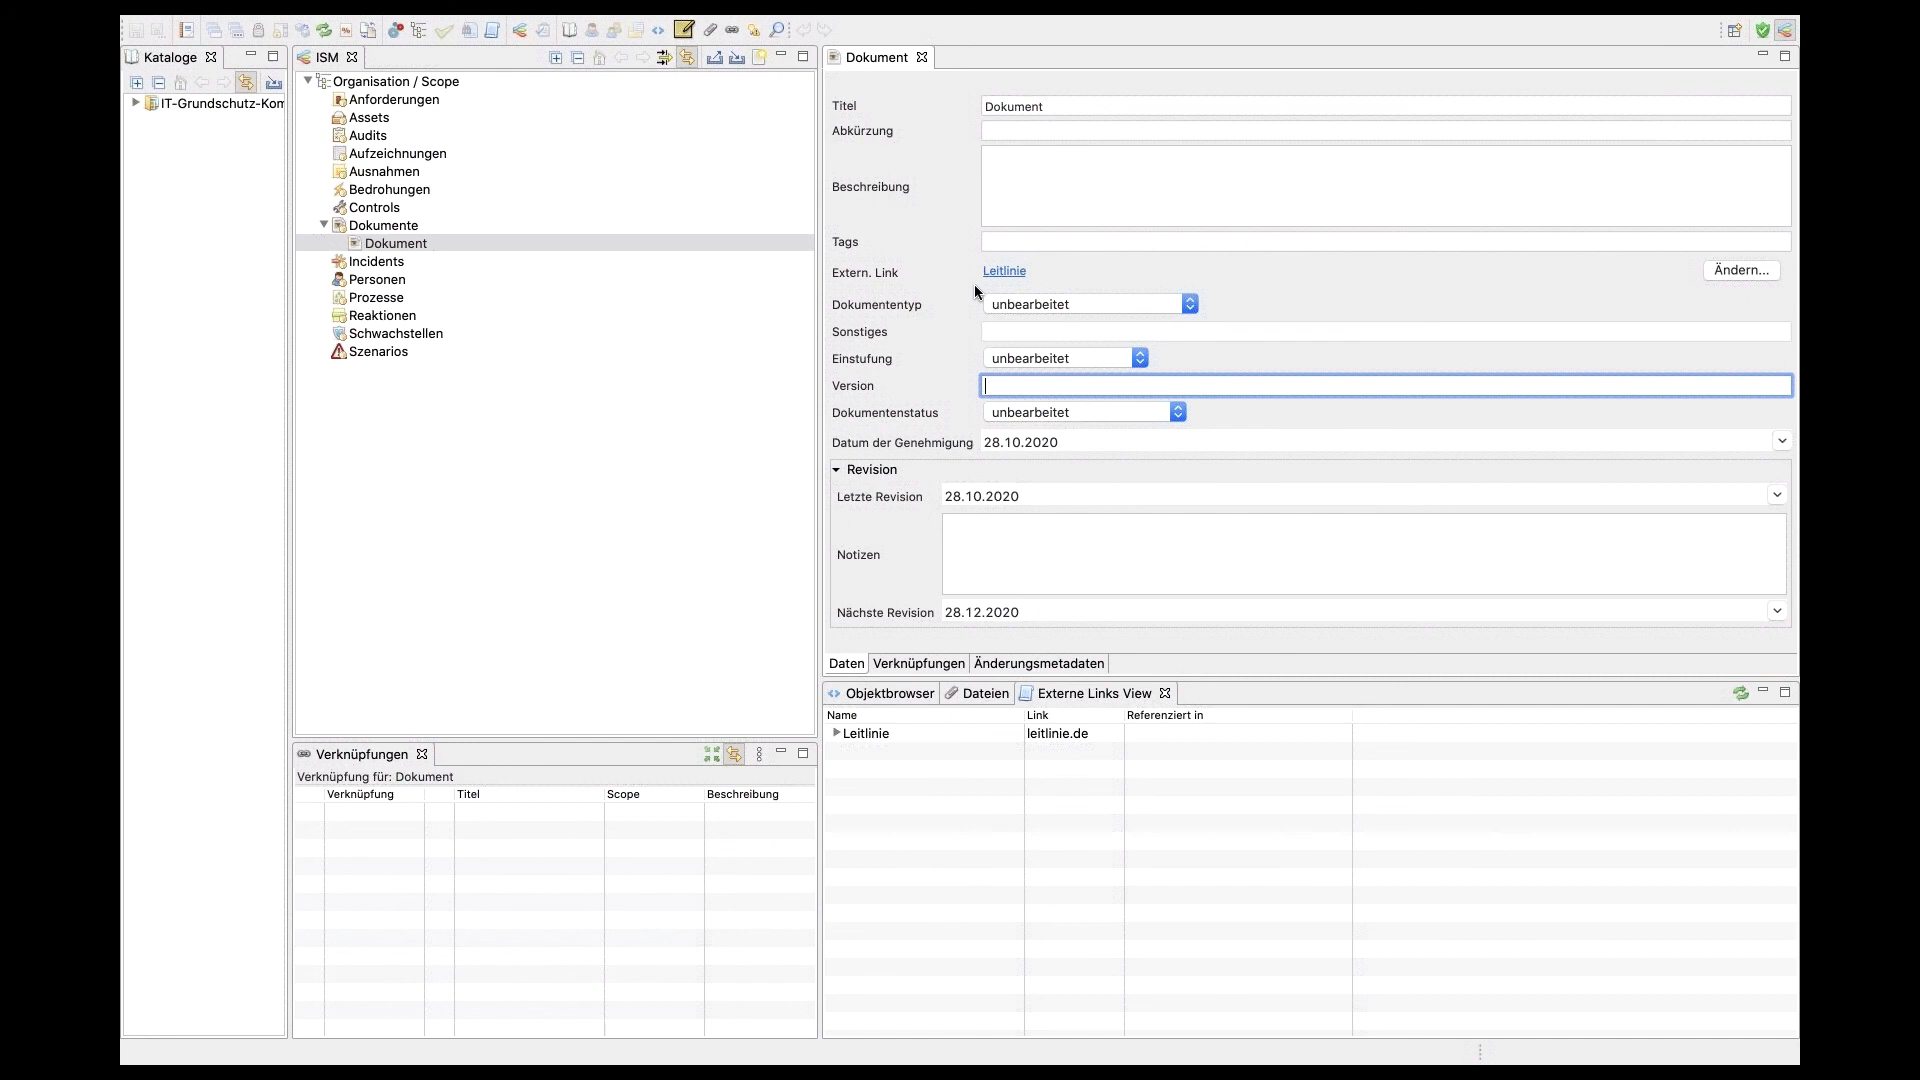 Kataloge
IT-Grundschutz-Kom
ISM
Organisation / Scope
Anforderungen
Assets
Audits
Aufzeichnungen
Ausnahmen
Bedrohungen
Controls
Dokumente
Dokument
Incidents
Personen
Prozesse
Reaktionen
Schwachstellen
Szenarios
Verknüpfungen
Verknüpfung für: Dokument
Verknüpfung Titel Scope Beschreibung
Dokument
Titel Dokument
Abkürzung
Beschreibung
Tags
Extern. Link Leitlinie Ändern...
Dokumententyp unbearbeitet
Sonstiges
Einstufung unbearbeitet
Version
Dokumentenstatus unbearbeitet
Datum der Genehmigung 28.10.2020
Revision
Letzte Revision 28.10.2020
Notizen
Nächste Revision 28.12.2020
Daten Verknüpfungen Änderungsmetadaten
Objektbrowser Dateien Externe Links View
Name Link Referenziert in
Leitlinie leitlinie.de